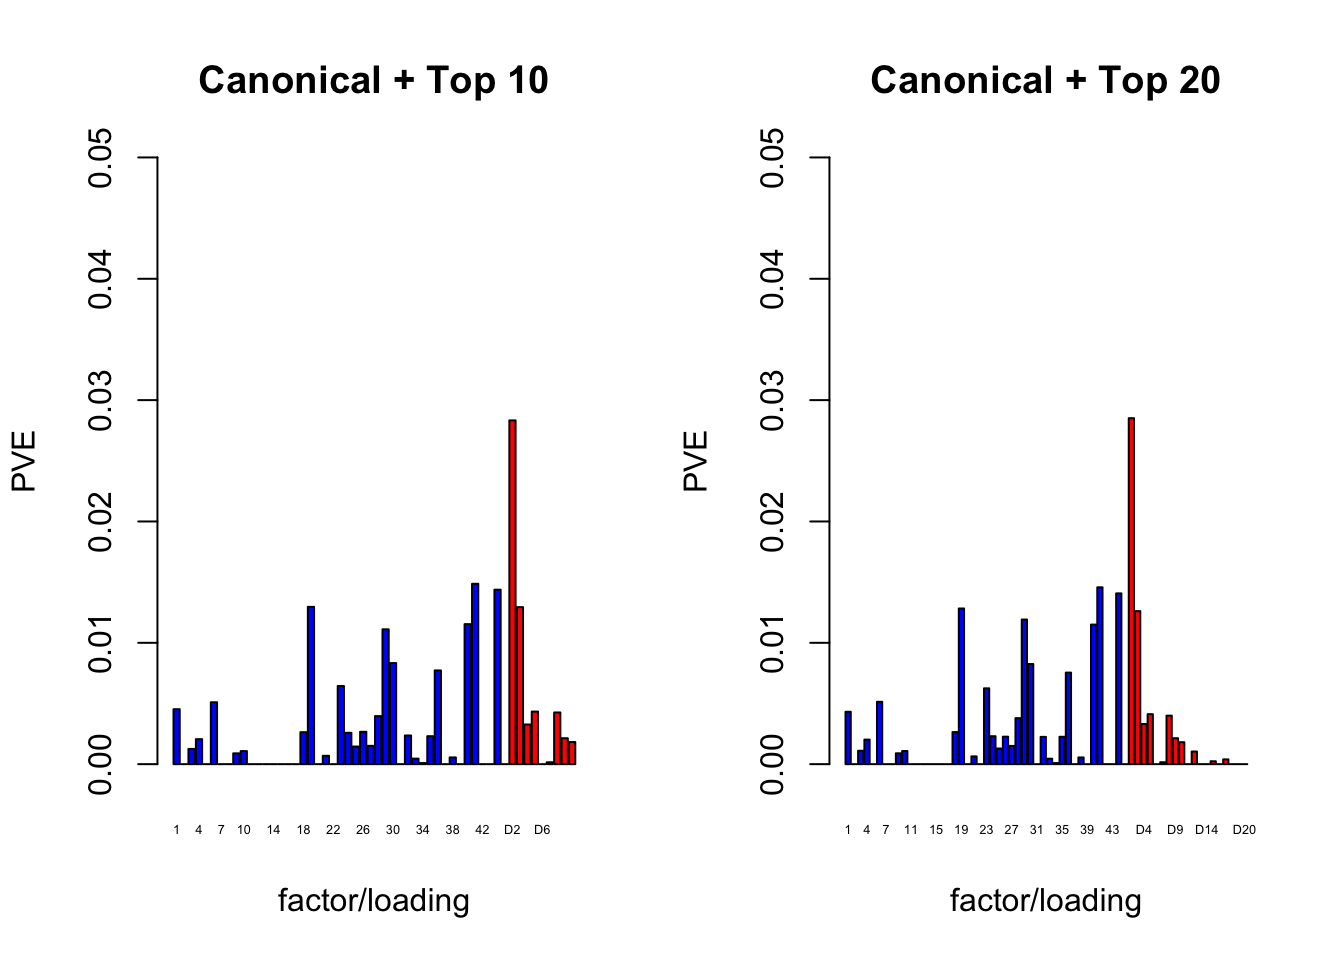 Canonical + Top 10
PVE
0.05
0.04
0.03
0.02
0.01
0.00
1 4 7 10 14 18 22 26 30 34 38 42 D2 D6
factor/loading
Canonical + Top 20
PVE
0.05
0.04
0.03
0.02
0.01
0.00
1 4 7 11 15 19 23 27 31 35 39 43 D4 D9 D14 D20
factor/loading